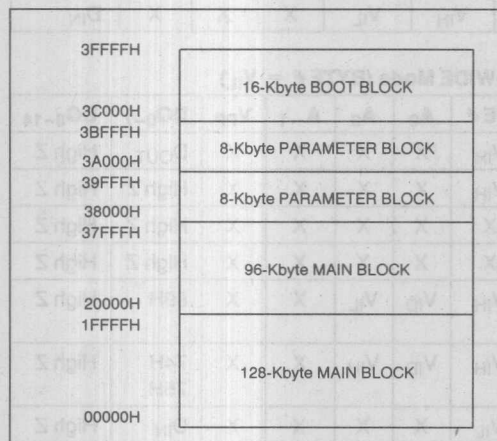 3FFFFH
16-Kbyte BOOT BLOCK
3C000H
3BFFFH
8-Kbyte PARAMETER BLOCK
3A000H
39FFFH
8-Kbyte PARAMETER BLOCK
38000H
37FFFH
96-Kbyte MAIN BLOCK
20000H
1FFFFH
128-Kbyte MAIN BLOCK
00000H